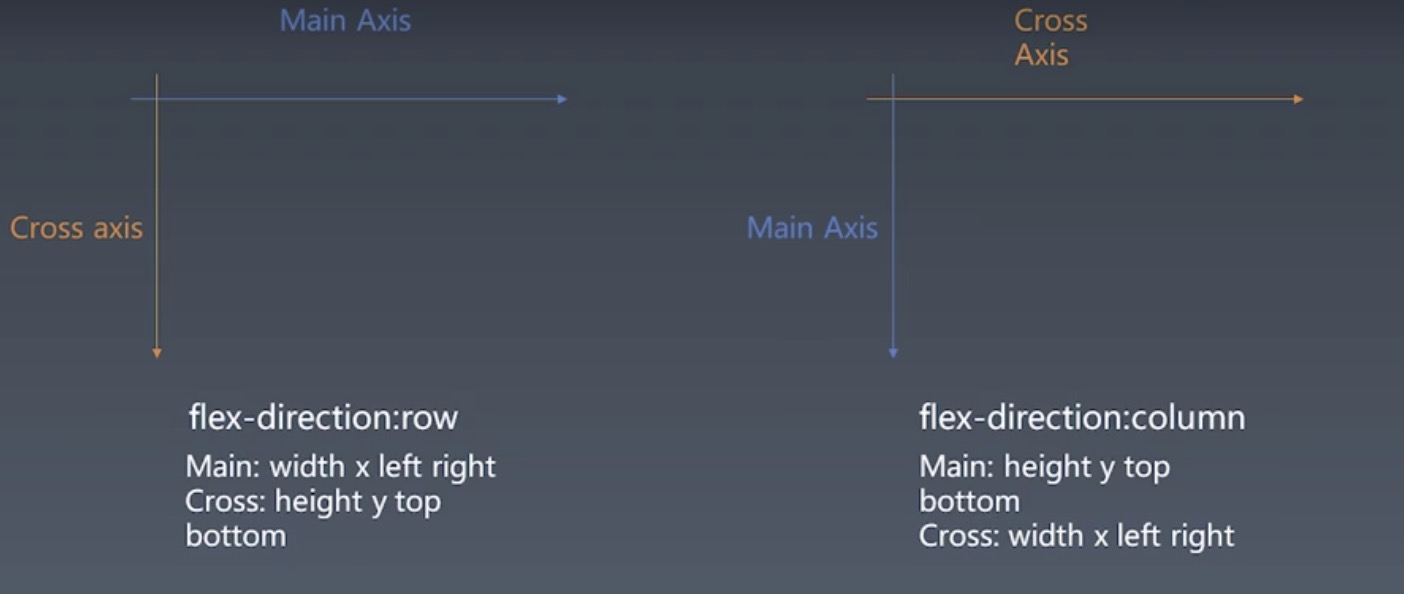 Main Axis
Cross axis
flex-direction:row
Main: width x left right
Cross: height y top
bottom
Cross
Axis
Main Axis
flex-direction:column
Main: height y top
bottom
Cross: width x left right